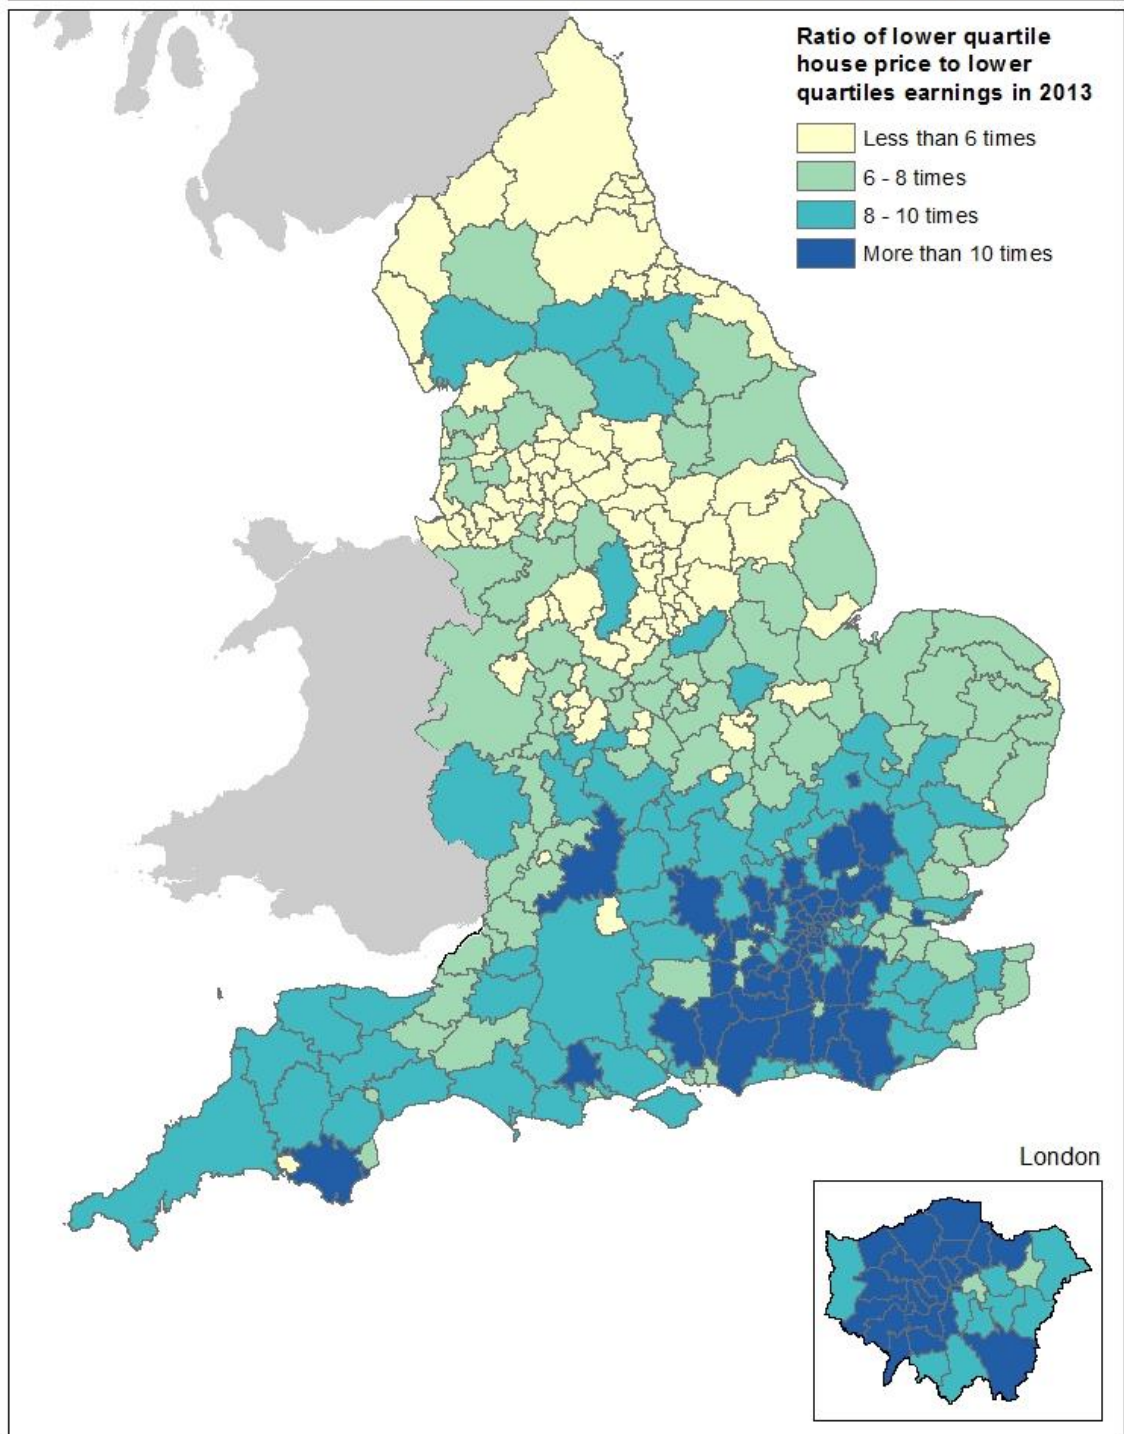 Ratio of lower quartile
house price to lower
quartiles earnings in 2013
Less than 6 times
6 - 8 times
8 - 10 times
More than 10 times
London